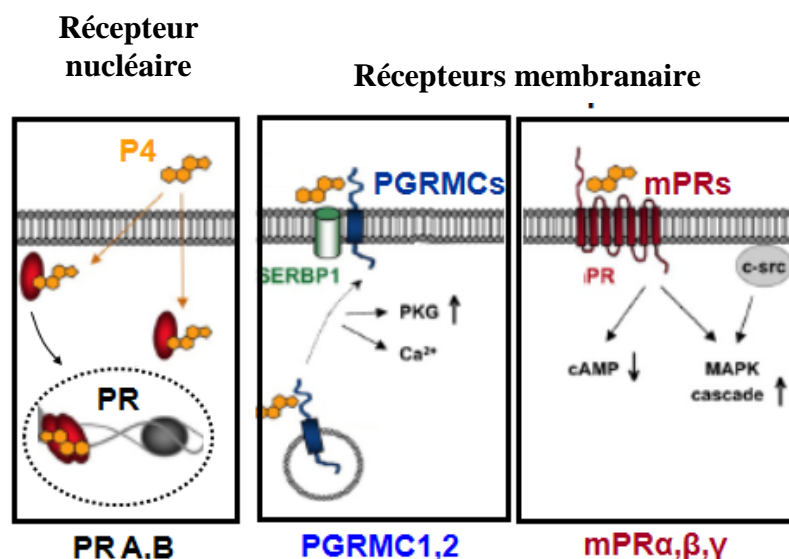 Récepteur
nucléaire
Récepteurs membranaire
P4
PR
PR A,B
PGRMCs
SERBP1
PKG ↑
Ca²⁺
PGRMC1,2
mPRs
c-src
cAMP ↓
MAPK
cascade ↑
mPRα,β,γ